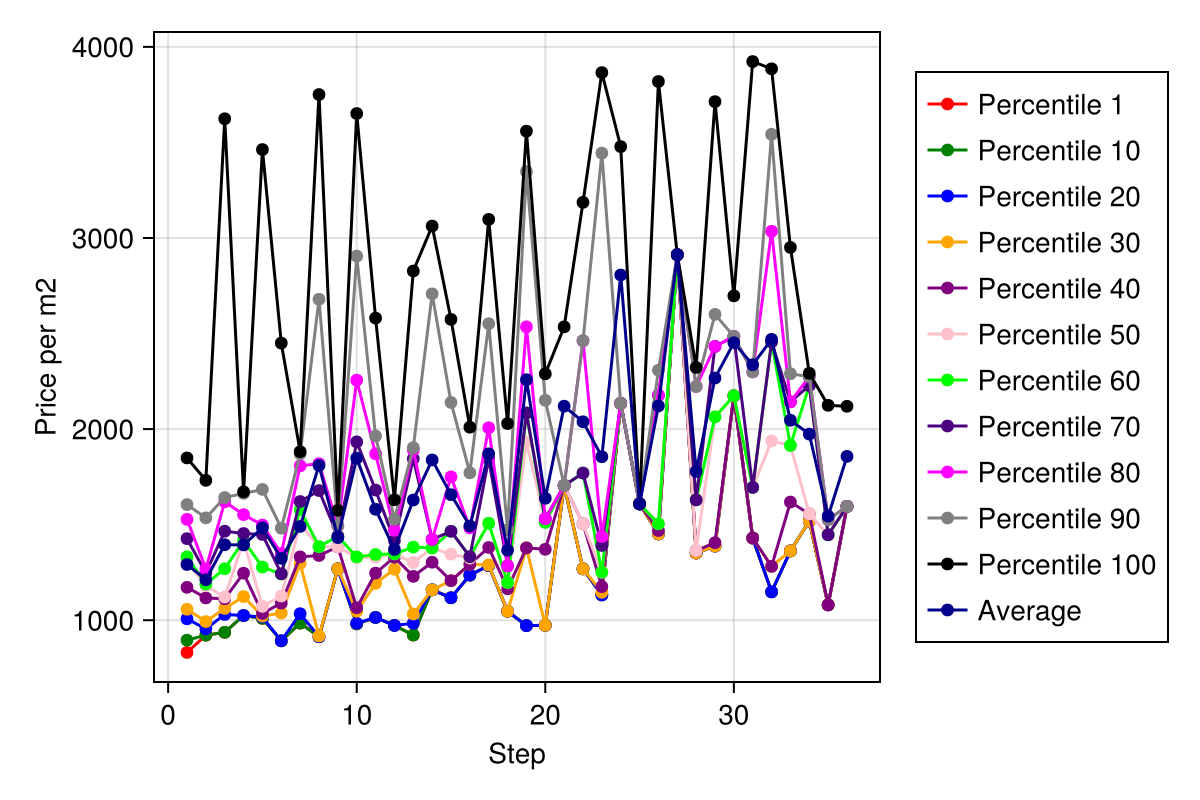 4000
3000
2000
1000
Price per m2
0
10
20
30
Step
Percentile 1
Percentile 10
Percentile 20
Percentile 30
Percentile 40
Percentile 50
Percentile 60
Percentile 70
Percentile 80
Percentile 90
Percentile 100
Average